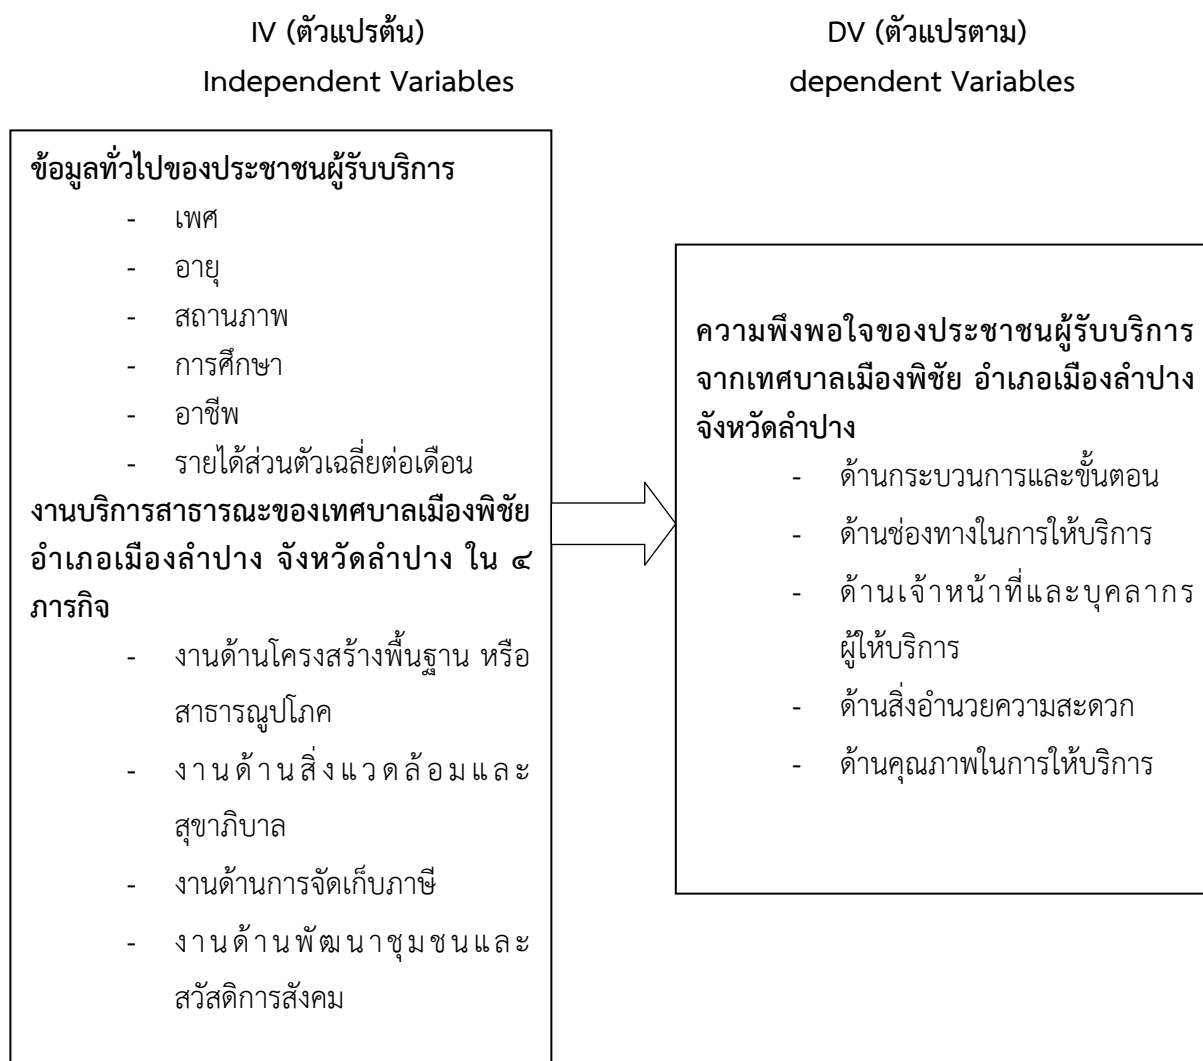 IV (ตัวแปรต้น)
Independent Variables
DV (ตัวแปรตาม)
dependent Variables
ข้อมูลทั่วไปของประชาชนผู้รับบริการ
- เพศ
- อายุ
- สถานภาพ
- การศึกษา
- อาชีพ
- รายได้ส่วนตัวเฉลี่ยต่อเดือน
งานบริการสาธารณะของเทศบาลเมืองพิชัย
อำเภอเมืองลำปาง จังหวัดลำปาง ใน ๔
ภารกิจ
- งานด้านโครงสร้างพื้นฐาน หรือ
สาธารณูปโภค
- งานด้านสิ่งแวดล้อมและ
สุขาภิบาล
- งานด้านการจัดเก็บภาษี
- งานด้านพัฒนาชุมชนและ
สวัสดิการสังคม
ความพึงพอใจของประชาชนผู้รับบริการ
จากเทศบาลเมืองพิชัย อำเภอเมืองลำปาง
จังหวัดลำปาง
- ด้านกระบวนการและขั้นตอน
- ด้านช่องทางในการให้บริการ
- ด้านเจ้าหน้าที่และบุคลากร
ผู้ให้บริการ
- ด้านสิ่งอำนวยความสะดวก
- ด้านคุณภาพในการให้บริการ